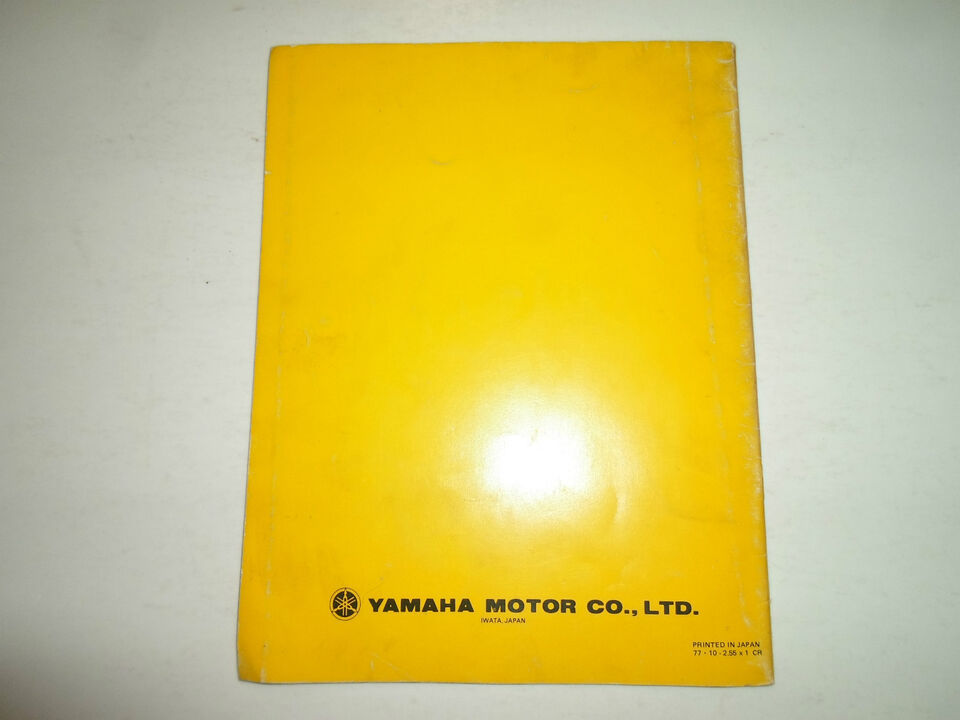 YAMAHA MOTOR CO., LTD.
IWATA, JAPAN
PRINTED IN JAPAN
77 · 10 - 2.55 x 1 CR